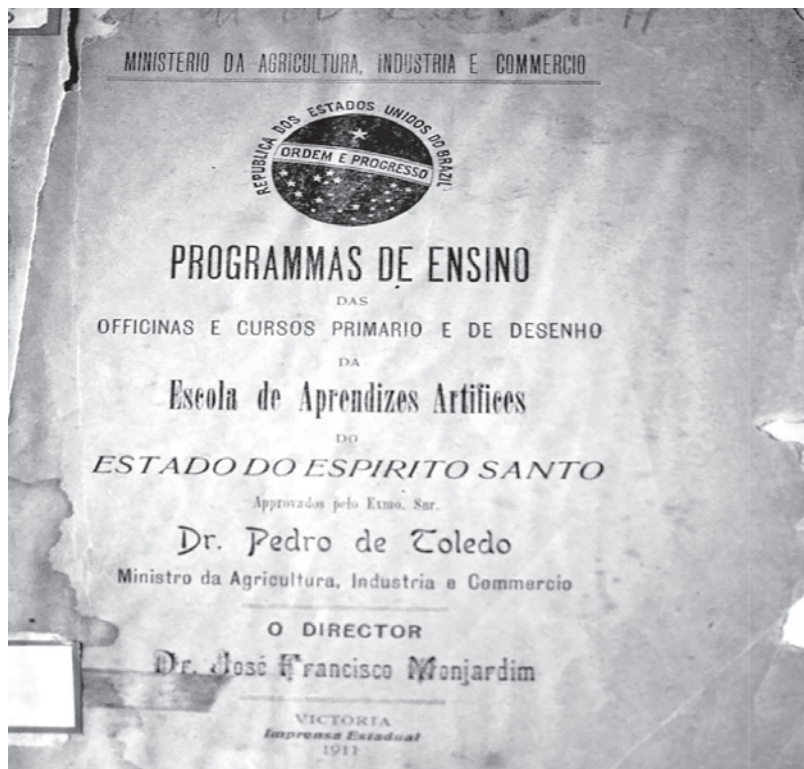 MINISTERIO DA AGRICULTURA, INDUSTRIA E COMMERCIO
REPUBLICA DOS ESTADOS UNIDOS DO BRAZIL
ORDEM E PROGRESSO
PROGRAMMAS DE ENSINO
DAS
OFFICINAS E CURSOS PRIMARIO E DE DESENHO
DA
Escola de Aprendizes Artifices
DO
ESTADO DO ESPIRITO SANTO
Approvados pelo Exmo. Snr.
Dr. Pedro de Toledo
Ministro da Agricultura, Industria e Commercio
O DIRECTOR
Dr. José Francisco Monjardim
VICTORIA
Imprensa Estadual
1911